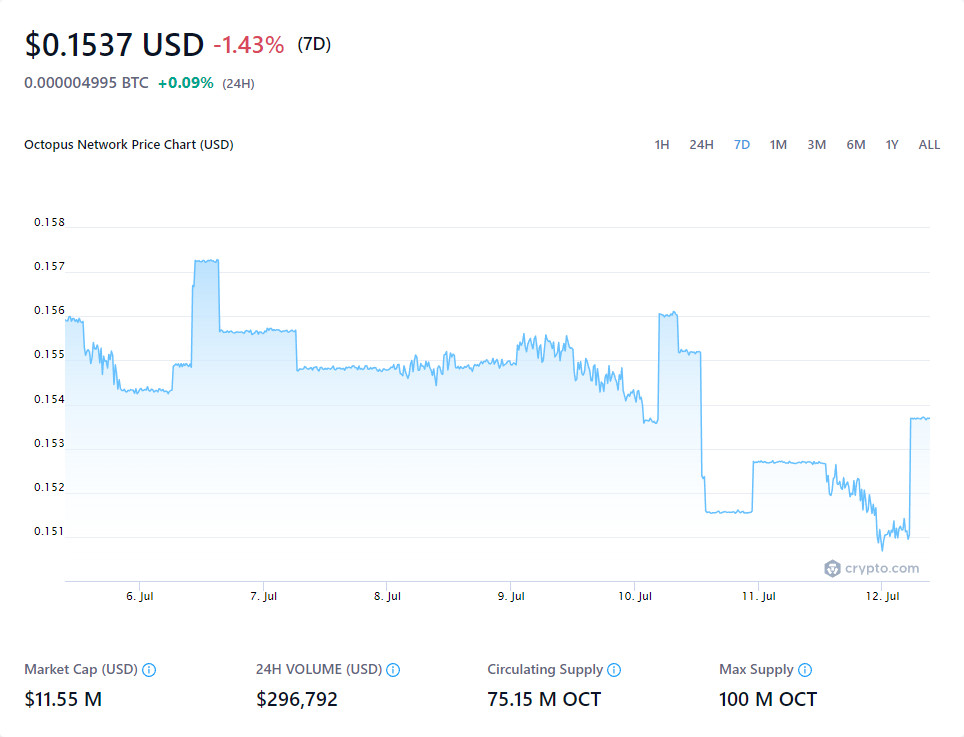 $0.1537 USD -1.43% (7D)
0.000004995 BTC +0.09% (24H)
Octopus Network Price Chart (USD) 1H 24H 7D 1M 3M 6M 1Y ALL
0.158
0.157
0.156
0.155
0.154
0.153
0.152
0.151
crypto.com
6. Jul 7. Jul 8. Jul 9. Jul 10. Jul 11. Jul 12. Jul
Market Cap (USD) 24H VOLUME (USD) Circulating Supply Max Supply
$11.55 M $296,792 75.15 M OCT 100 M OCT